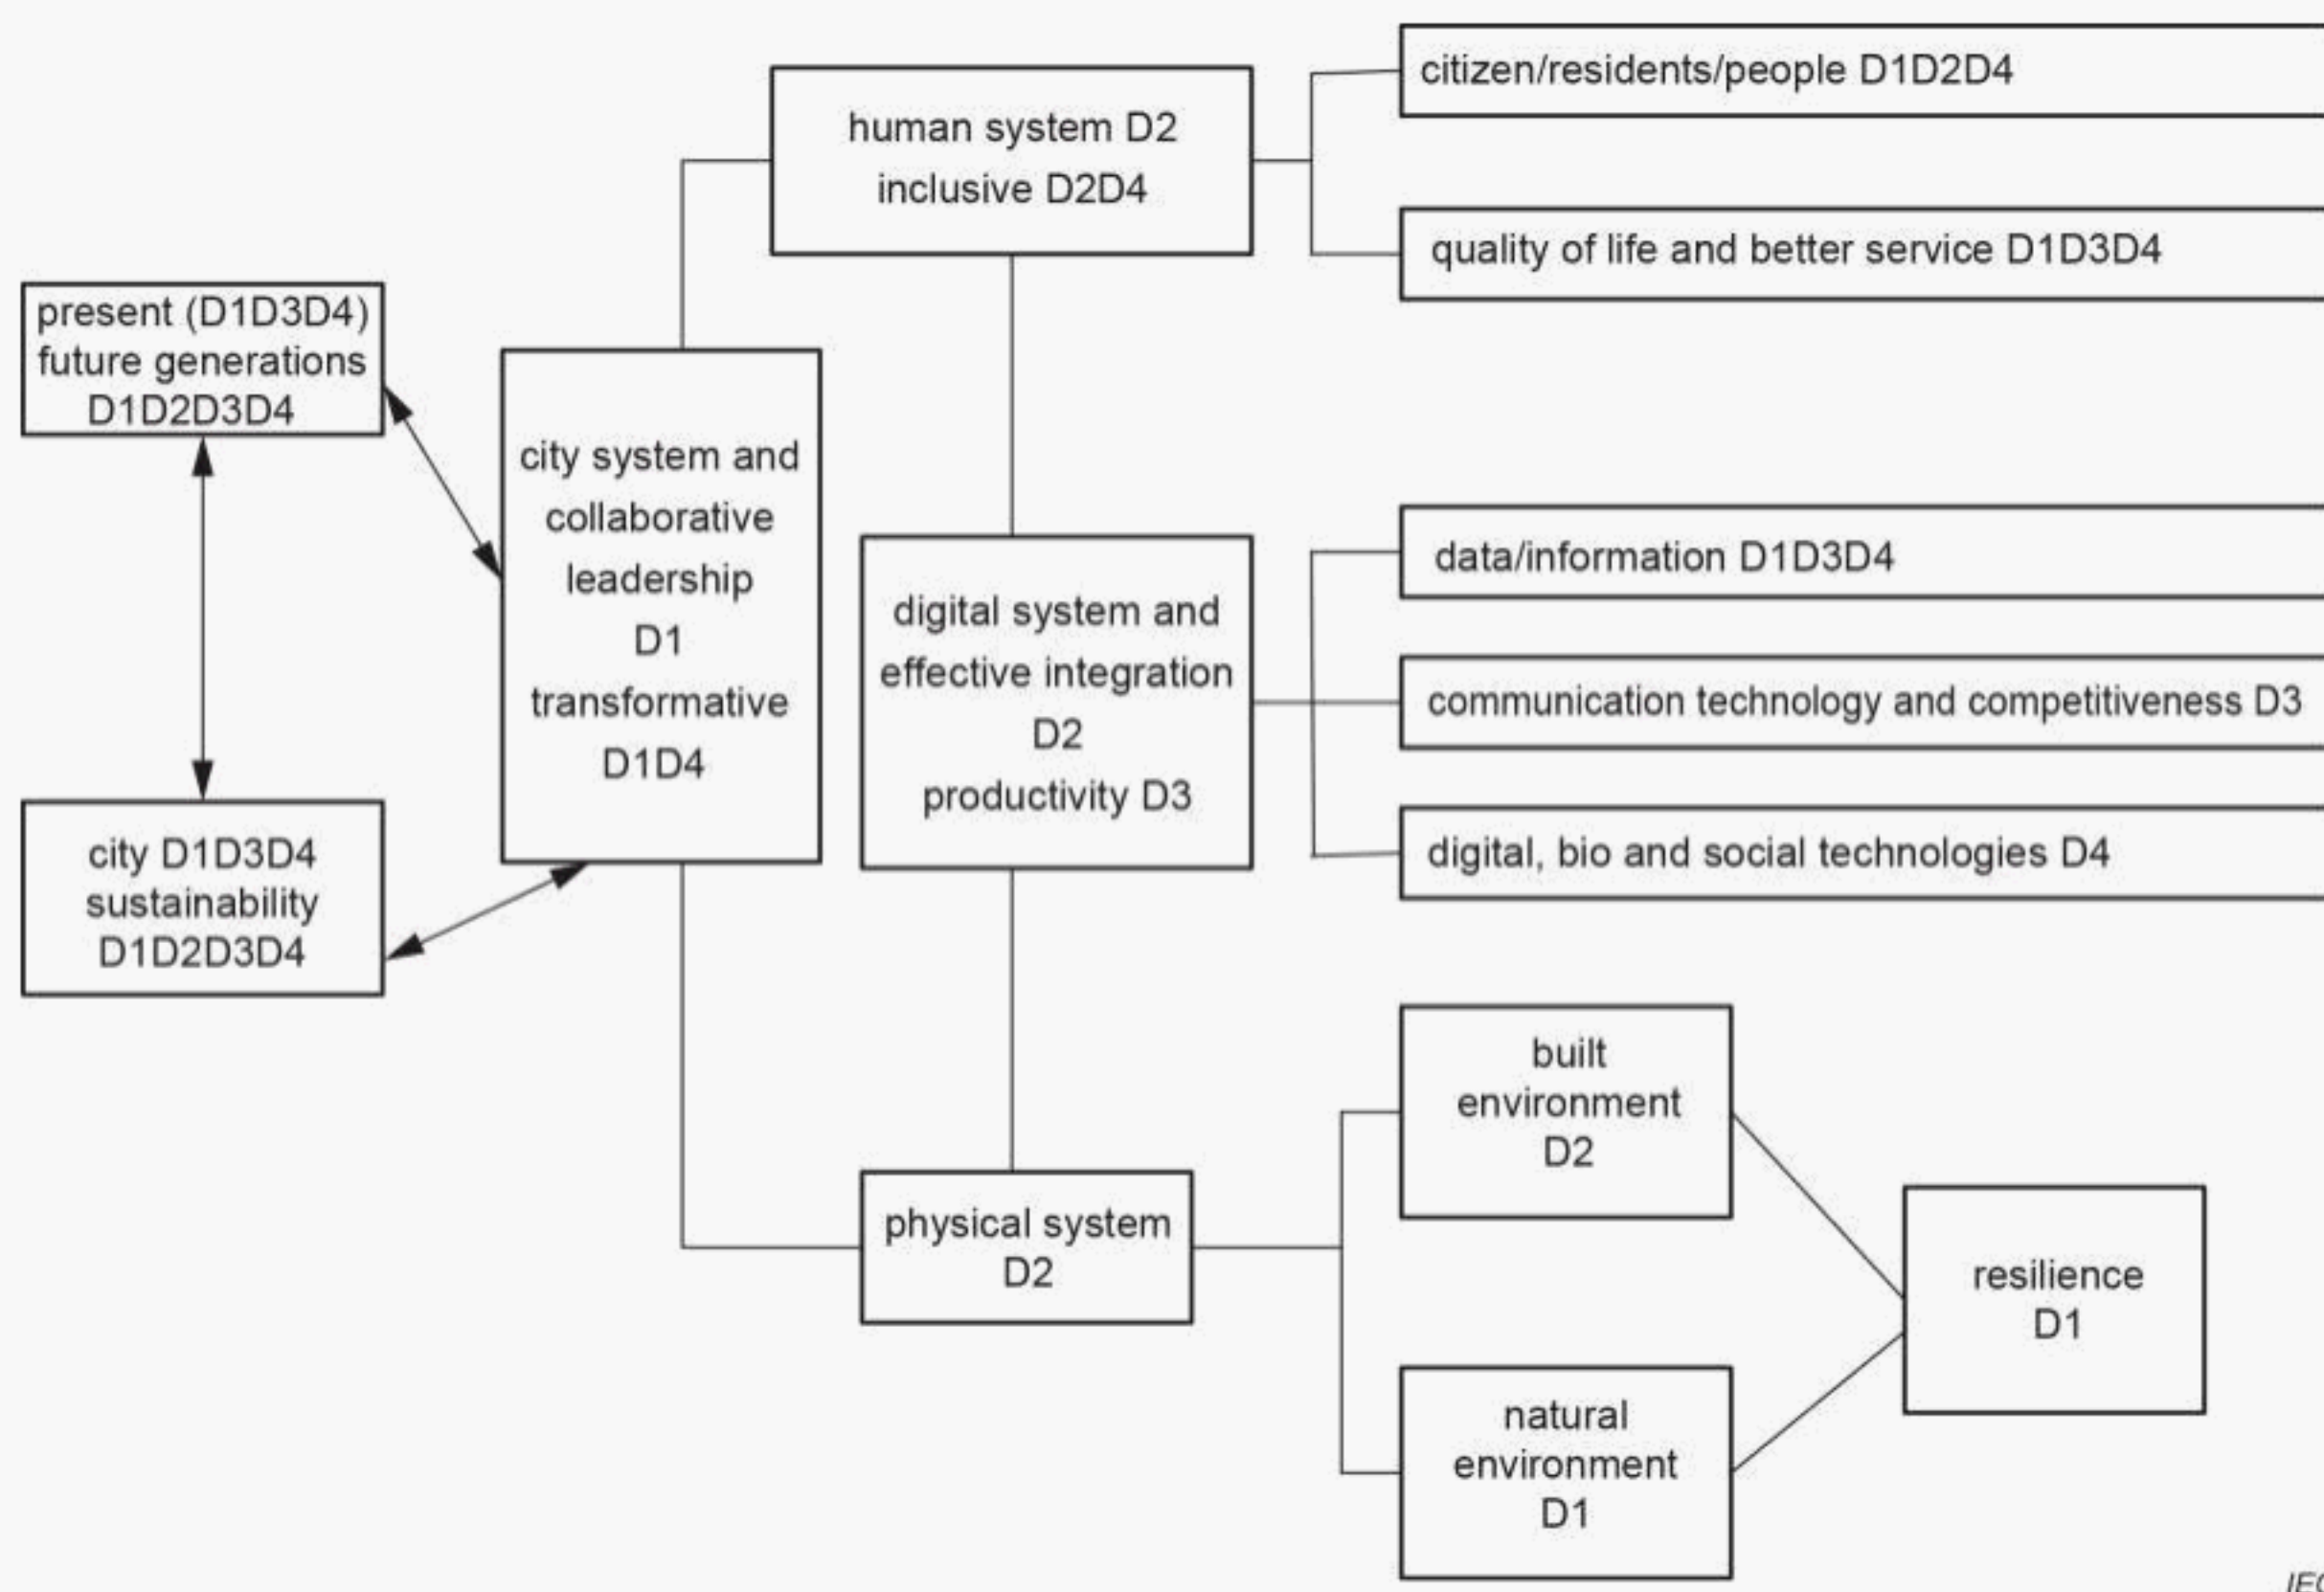 citizen/residents/people D1D2D4
human system D2
inclusive D2D4
quality of life and better service D1D3D4
present (D1D3D4)
future generations
D1D2D3D4
city system and
collaborative
leadership
D1
transformative
D1D4
data/information D1D3D4
digital system and
effective integration
D2
productivity D3
communication technology and competitiveness D3
digital, bio and social technologies D4
city D1D3D4
sustainability
D1D2D3D4
built
environment
D2
physical system
D2
resilience
D1
natural
environment
D1